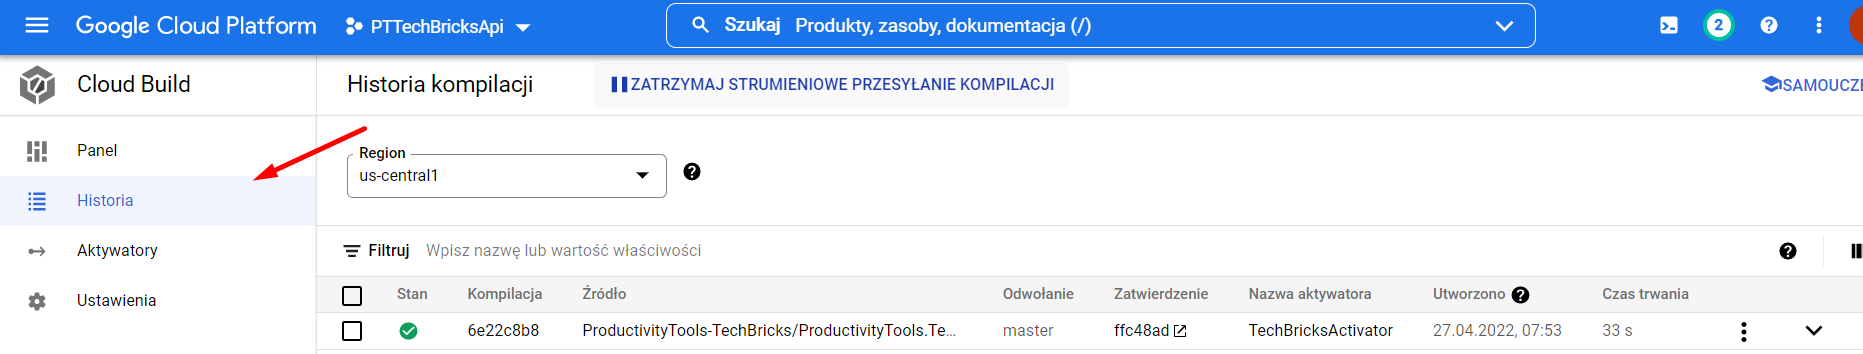 Google Cloud Platform PTTechBricksApi Szukaj Produkty, zasoby, dokumentacja (/) 2
Cloud Build
Historia kompilacji ZATRZYMAJ STRUMIENIOWE PRZESYŁANIE KOMPILACJI SAMOUCZE
Panel
Historia
Aktywatory
Ustawienia
Region
us-central1
Filtruj Wpisz nazwę lub wartość właściwości
Stan Kompilacja Źródło Odwołanie Zatwierdzenie Nazwa aktywatora Utworzono Czas trwania
6e22c8b8 ProductivityTools-TechBricks/ProductivityTools.Te... master ffc48ad TechBricksActivator 27.04.2022, 07:53 33 s